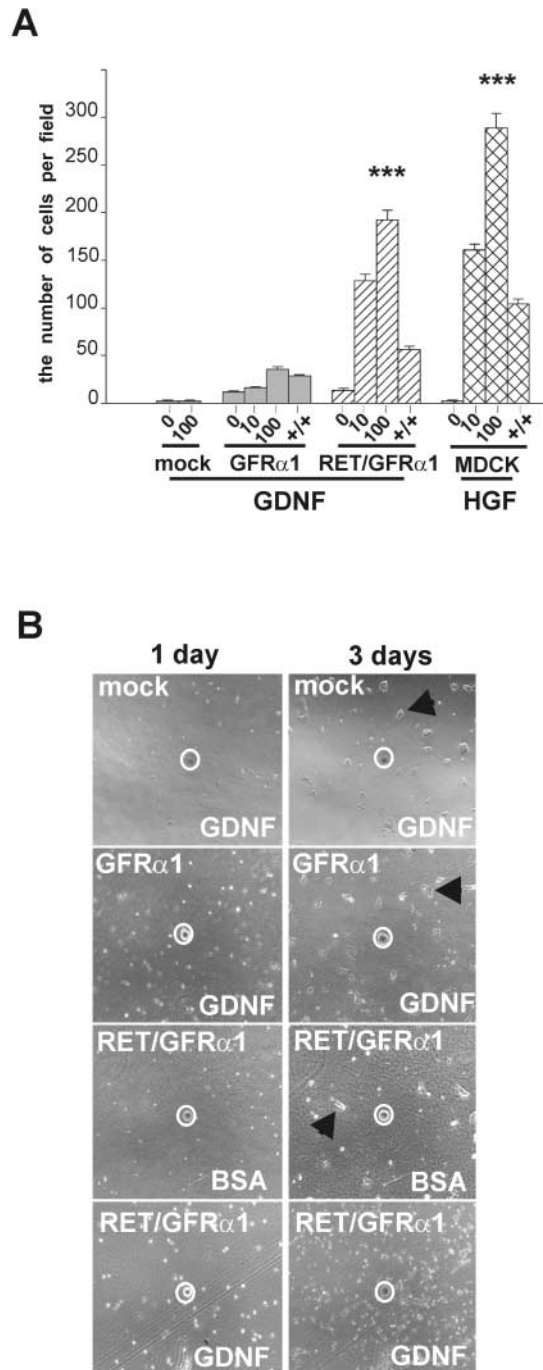 A
the number of cells per field
300
250
200
150
100
50
0
***
***
0 100 0 10 100 +/+ 0 10 100 +/+ 0 10 100 +/+
mock GFRα1 RET/GFRα1 MDCK
GDNF HGF
B
1 day 3 days
mock mock
GDNF GDNF
GFRα1 GFRα1
GDNF GDNF
RET/GFRα1 RET/GFRα1
BSA BSA
RET/GFRα1 RET/GFRα1
GDNF GDNF